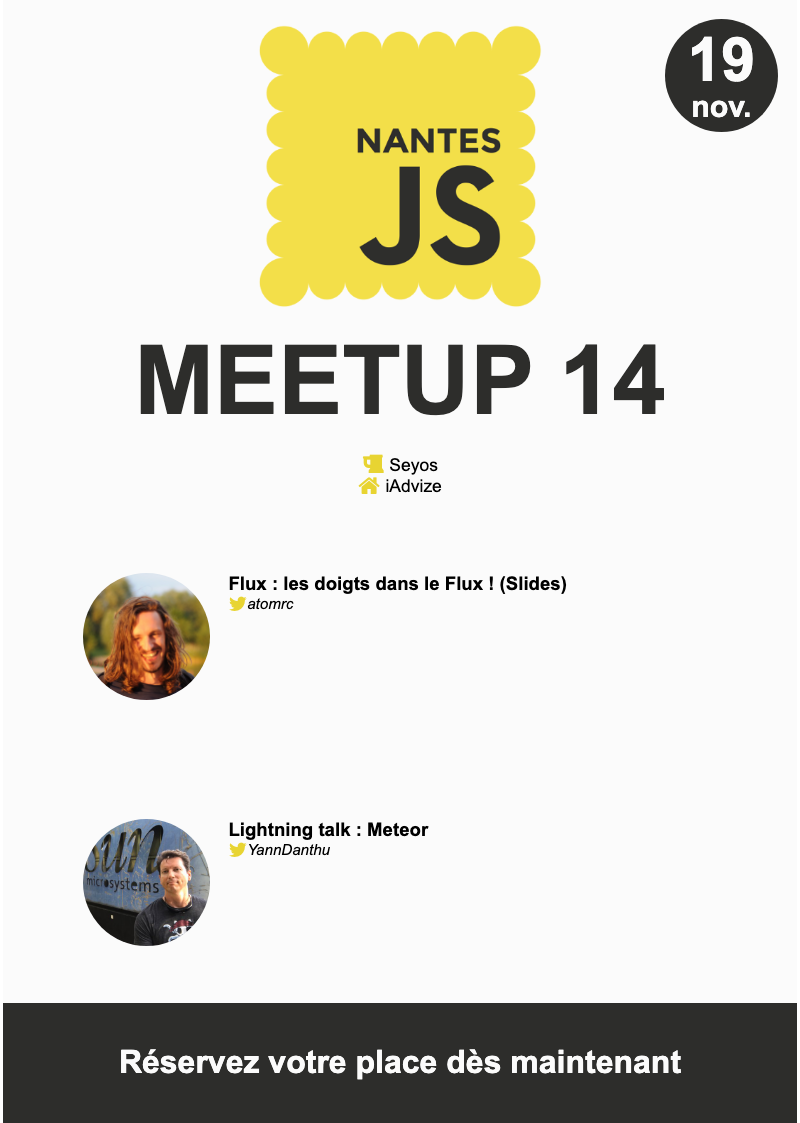 19
nov.
NANTES
JS
MEETUP 14
Seyos
iAdvize
Flux : les doigts dans le Flux ! (Slides)
atomrc
Lightning talk : Meteor
YannDanthu
sun
microsystems
Réservez votre place dès maintenant